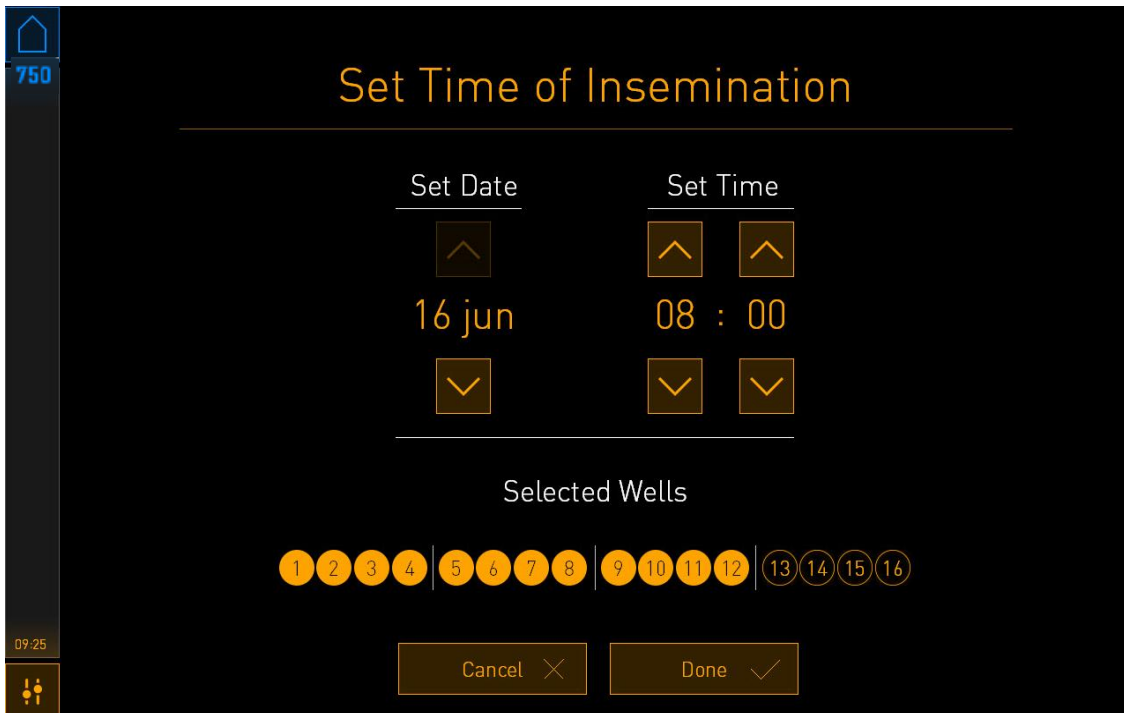 750
Set Time of Insemination
Set Date Set Time
16 jun 08 : 00
Selected Wells
1 2 3 4 5 6 7 8 9 10 11 12 13 14 15 16
09:25
Cancel Done